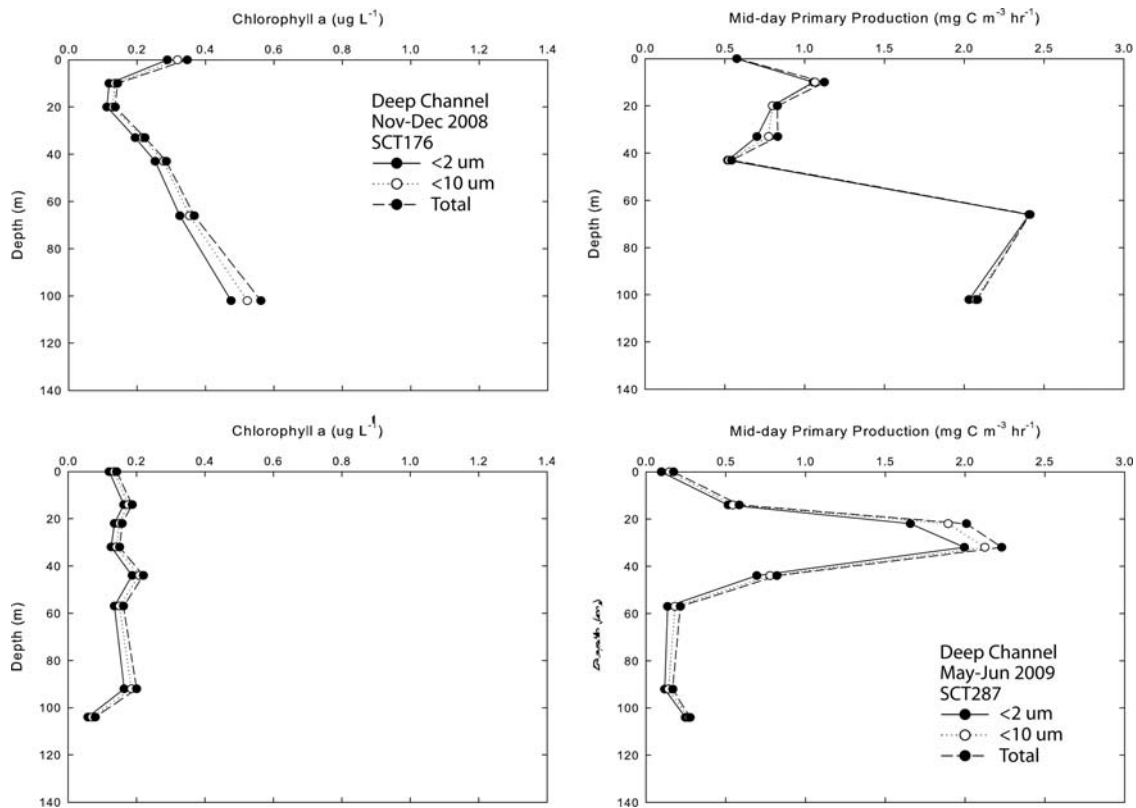 Chlorophyll a (ug L-1)
0.0 0.2 0.4 0.6 0.8 1.0 1.2 1.4
0
20
40
60
80
100
120
140
Depth (m)
Deep Channel
Nov-Dec 2008
SCT176
<2 um
<10 um
Total
Mid-day Primary Production (mg C m-3 hr-1)
0.0 0.5 1.0 1.5 2.0 2.5 3.0
0
20
40
60
80
100
120
140
Depth (m)
Chlorophyll a (ug L-1)
0.0 0.2 0.4 0.6 0.8 1.0 1.2 1.4
0
20
40
60
80
100
120
140
Depth (m)
Mid-day Primary Production (mg C m-3 hr-1)
0.0 0.5 1.0 1.5 2.0 2.5 3.0
0
20
40
60
80
100
120
140
Depth (m)
Deep Channel
May-Jun 2009
SCT287
<2 um
<10 um
Total